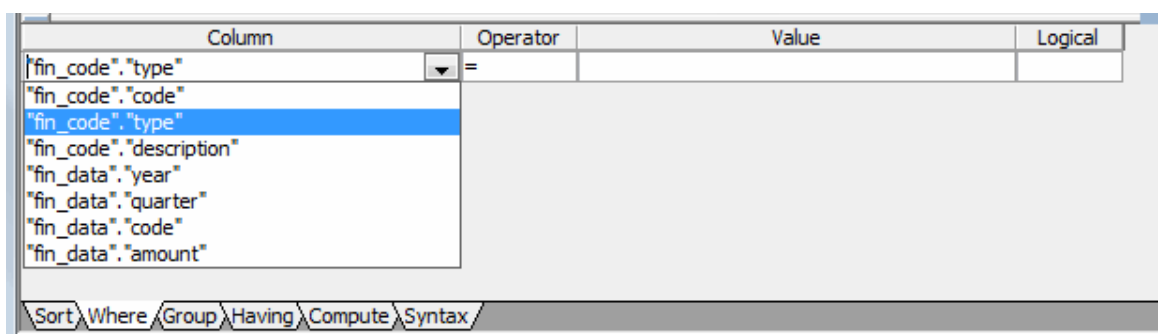 Column Operator Value Logical
"fin_code"."type" =
"fin_code"."code"
"fin_code"."type"
"fin_code"."description"
"fin_data"."year"
"fin_data"."quarter"
"fin_data"."code"
"fin_data"."amount"
Sort Where Group Having Compute Syntax